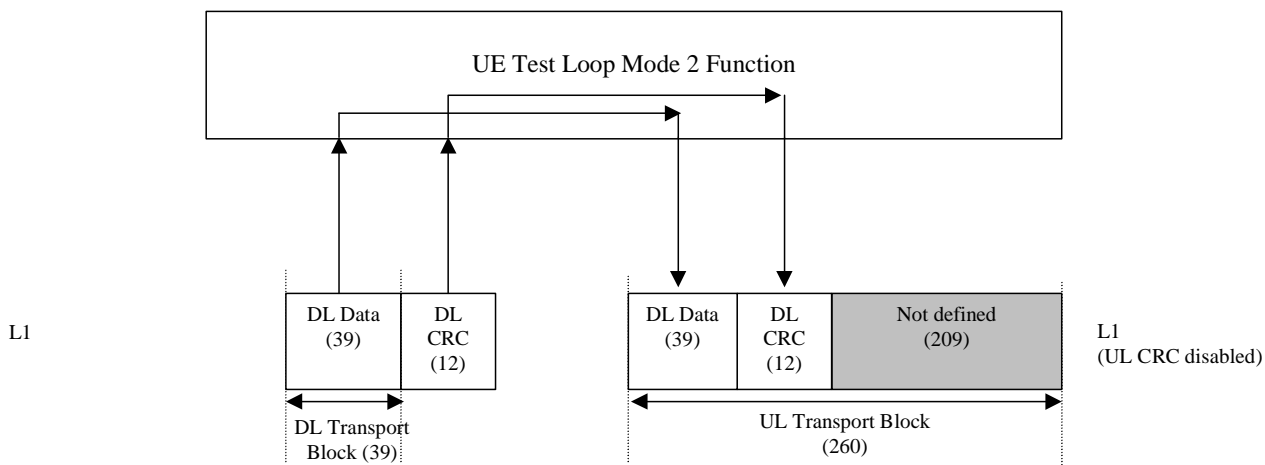 UE Test Loop Mode 2 Function
L1
DL Data
(39)
DL
CRC
(12)
DL Transport
Block (39)
DL Data
(39)
DL
CRC
(12)
Not defined
(209)
UL Transport Block
(260)
L1
(UL CRC disabled)